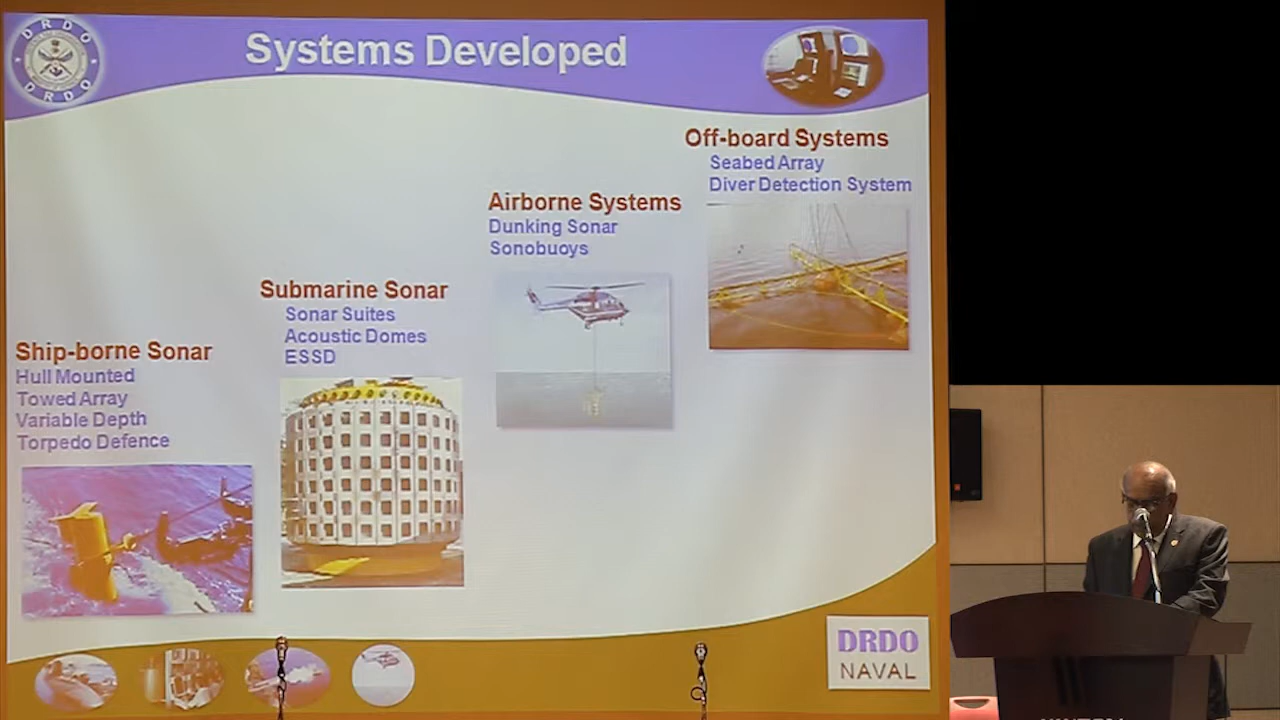 DRDO
DRDO
Systems Developed
Off-board Systems
Seabed Array
Diver Detection System
Airborne Systems
Dunking Sonar
Sonobuoys
Submarine Sonar
Sonar Suites
Acoustic Domes
ESSD
Ship-borne Sonar
Hull Mounted
Towed Array
Variable Depth
Torpedo Defence
DRDO
NAVAL